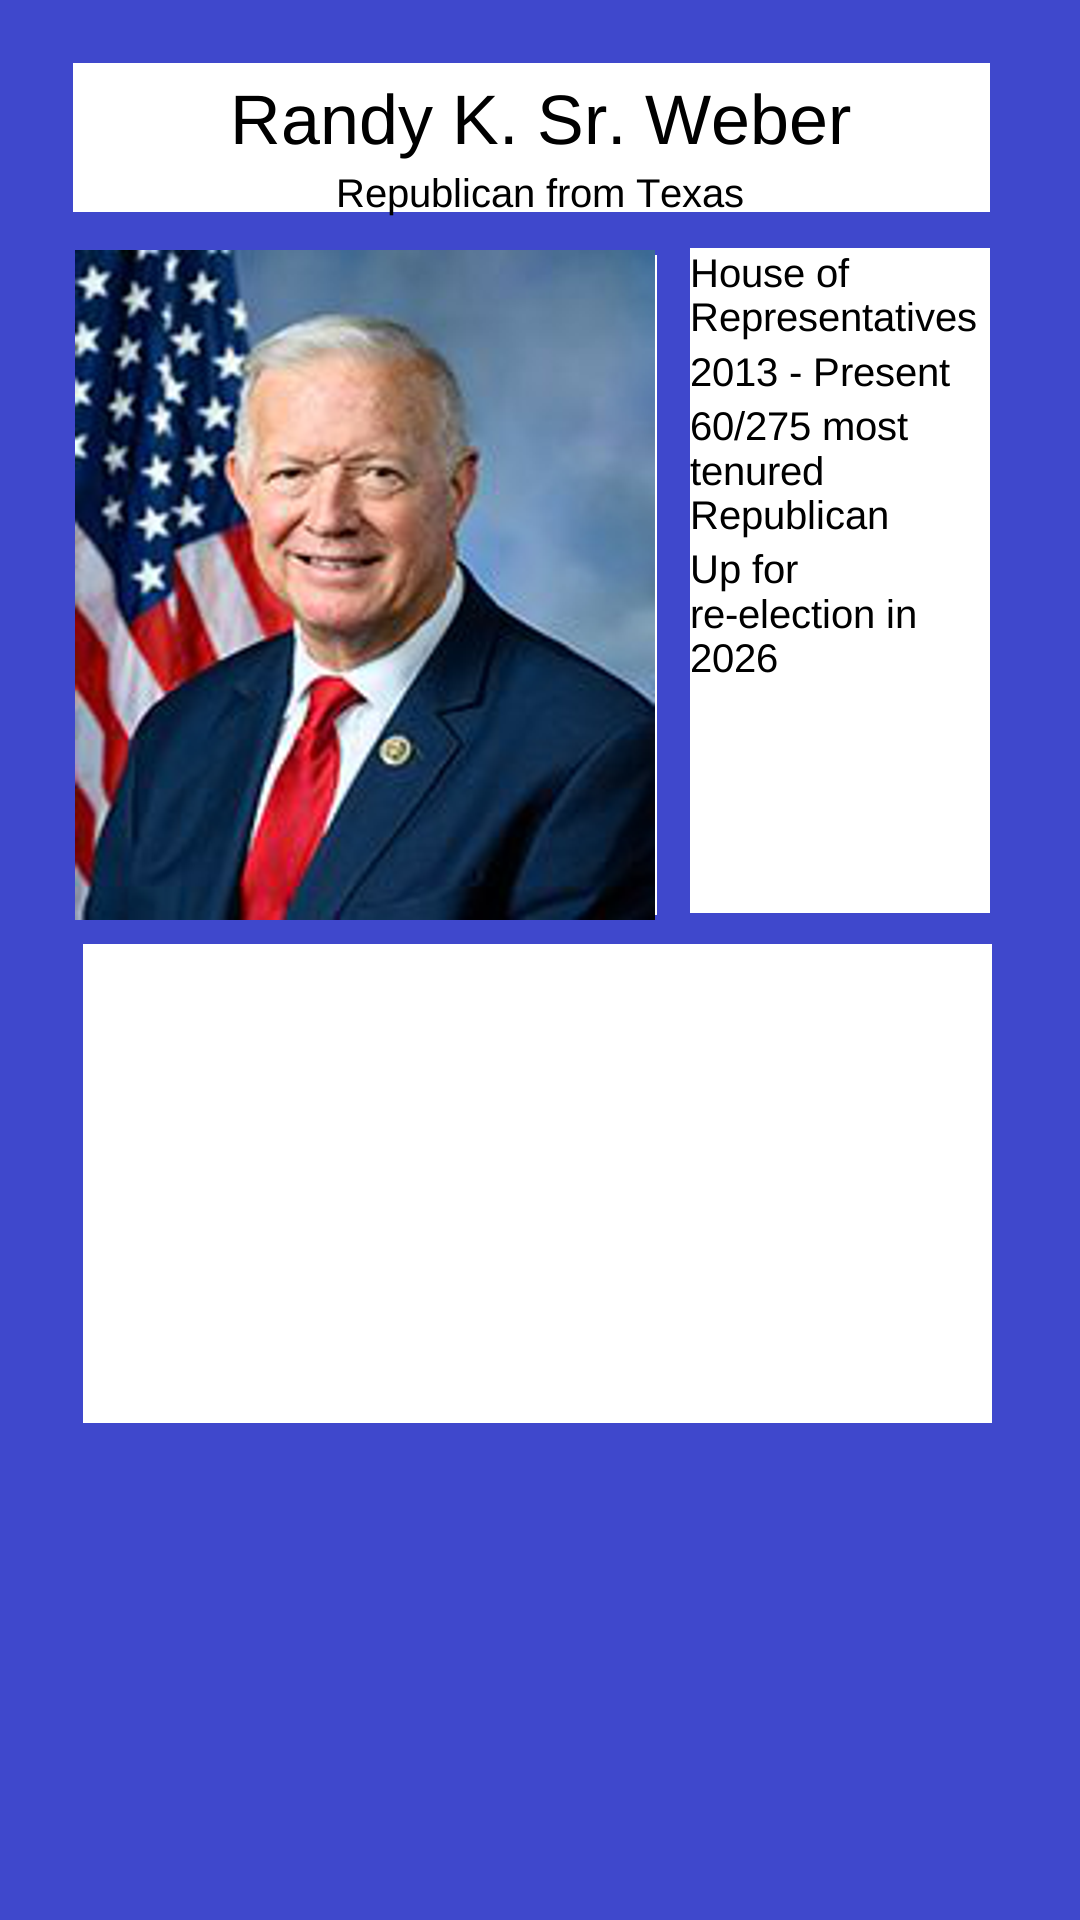 Randy K. Sr. Weber
Republican from Texas
House of
Representatives
2013 - Present
60/275 most
tenured
Republican
Up for
re-election in
2026